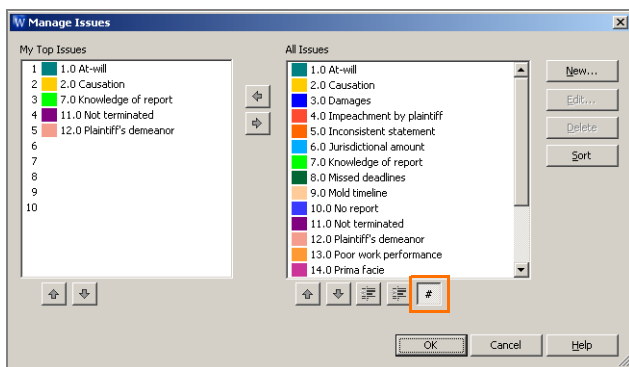 W Manage Issues
My Top Issues
1 1.0 At-will
2 2.0 Causation
3 7.0 Knowledge of report
4 11.0 Not terminated
5 12.0 Plaintiff's demeanor
6
7
8
9
10
All Issues
1.0 At-will
2.0 Causation
3.0 Damages
4.0 Impeachment by plaintiff
5.0 Inconsistent statement
6.0 Jurisdictional amount
7.0 Knowledge of report
8.0 Missed deadlines
9.0 Mold timeline
10.0 No report
11.0 Not terminated
12.0 Plaintiff's demeanor
13.0 Poor work performance
14.0 Prima facie
#
New...
Edit...
Delete
Sort
OK
Cancel
Help